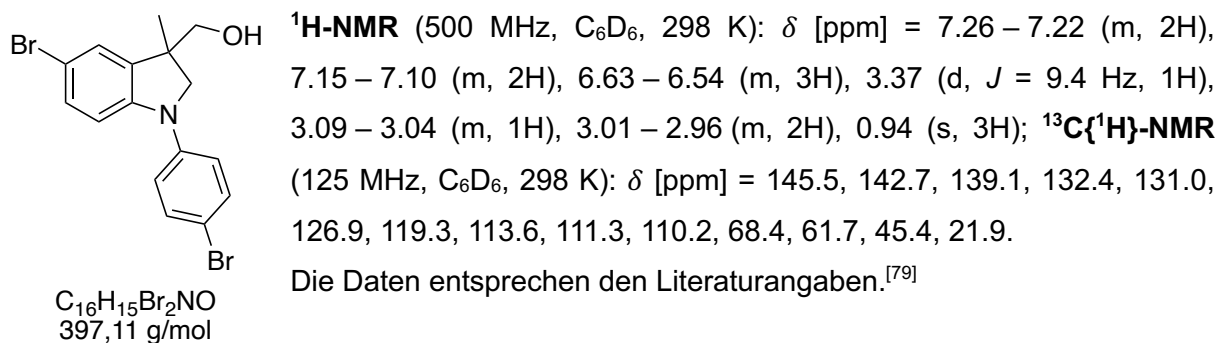 OH
Br
N
Br
C₁₆H₁₅Br₂NO
397,11 g/mol
¹H-NMR (500 MHz, C₆D₆, 298 K): δ [ppm] = 7.26 – 7.22 (m, 2H),
7.15 – 7.10 (m, 2H), 6.63 – 6.54 (m, 3H), 3.37 (d, J = 9.4 Hz, 1H),
3.09 – 3.04 (m, 1H), 3.01 – 2.96 (m, 2H), 0.94 (s, 3H); ¹³C{¹H}-NMR
(125 MHz, C₆D₆, 298 K): δ [ppm] = 145.5, 142.7, 139.1, 132.4, 131.0,
126.9, 119.3, 113.6, 111.3, 110.2, 68.4, 61.7, 45.4, 21.9.
Die Daten entsprechen den Literaturangaben.[79]